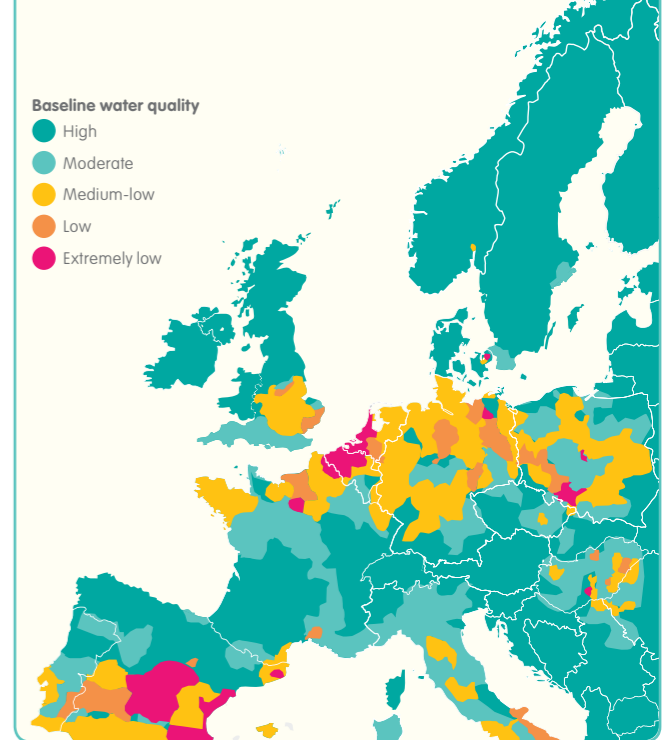 Baseline water quality
High
Moderate
Medium-low
Low
Extremely low